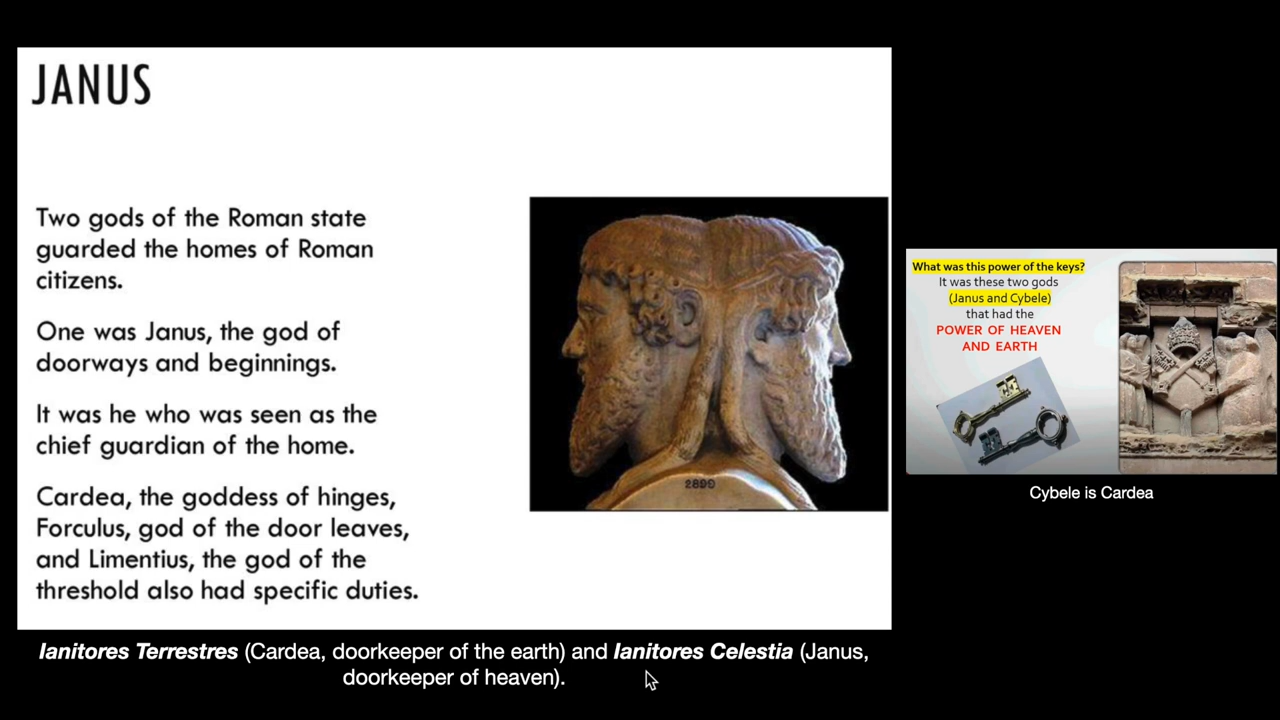 JANUS
Two gods of the Roman state
guarded the homes of Roman
citizens.
One was Janus, the god of
doorways and beginnings.
It was he who was seen as the
chief guardian of the home.
Cardea, the goddess of hinges,
Forculus, god of the door leaves,
and Limentius, the god of the
threshold also had specific duties.
2899
Ianitores Terrestres (Cardea, doorkeeper of the earth) and Ianitores Celestia (Janus,
doorkeeper of heaven).
What was this power of the keys?
It was these two gods
(Janus and Cybele)
that had the
POWER OF HEAVEN
AND EARTH
Cybele is Cardea